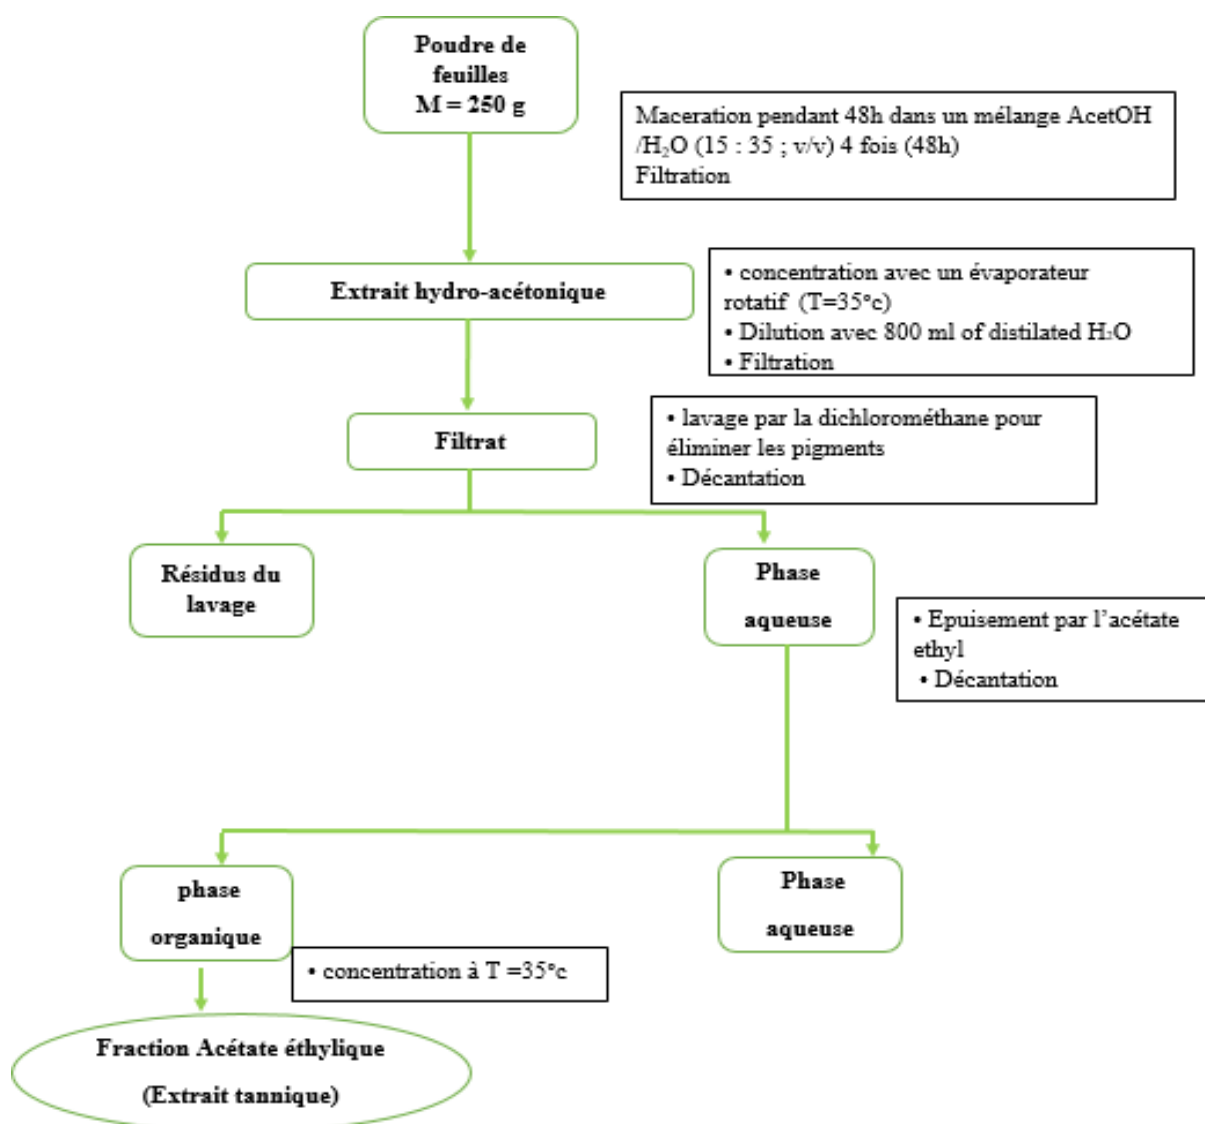 Poudre de
feuilles
M = 250 g
Maceration pendant 48h dans un mélange AcetOH
/H₂O (15 : 35 ; v/v) 4 fois (48h)
Filtration
Extrait hydro-acétonique
• concentration avec un évaporateur
rotatif (T=35°c)
• Dilution avec 800 ml of distilated H₂O
• Filtration
Filtrat
• lavage par la dichlorométhane pour
éliminer les pigments
• Décantation
Résidus du
lavage
Phase
aqueuse
• Epuisement par l’acétate
ethyl
• Décantation
phase
organique
Phase
aqueuse
• concentration à T =35°c
Fraction Acétate éthylique
(Extrait tannique)